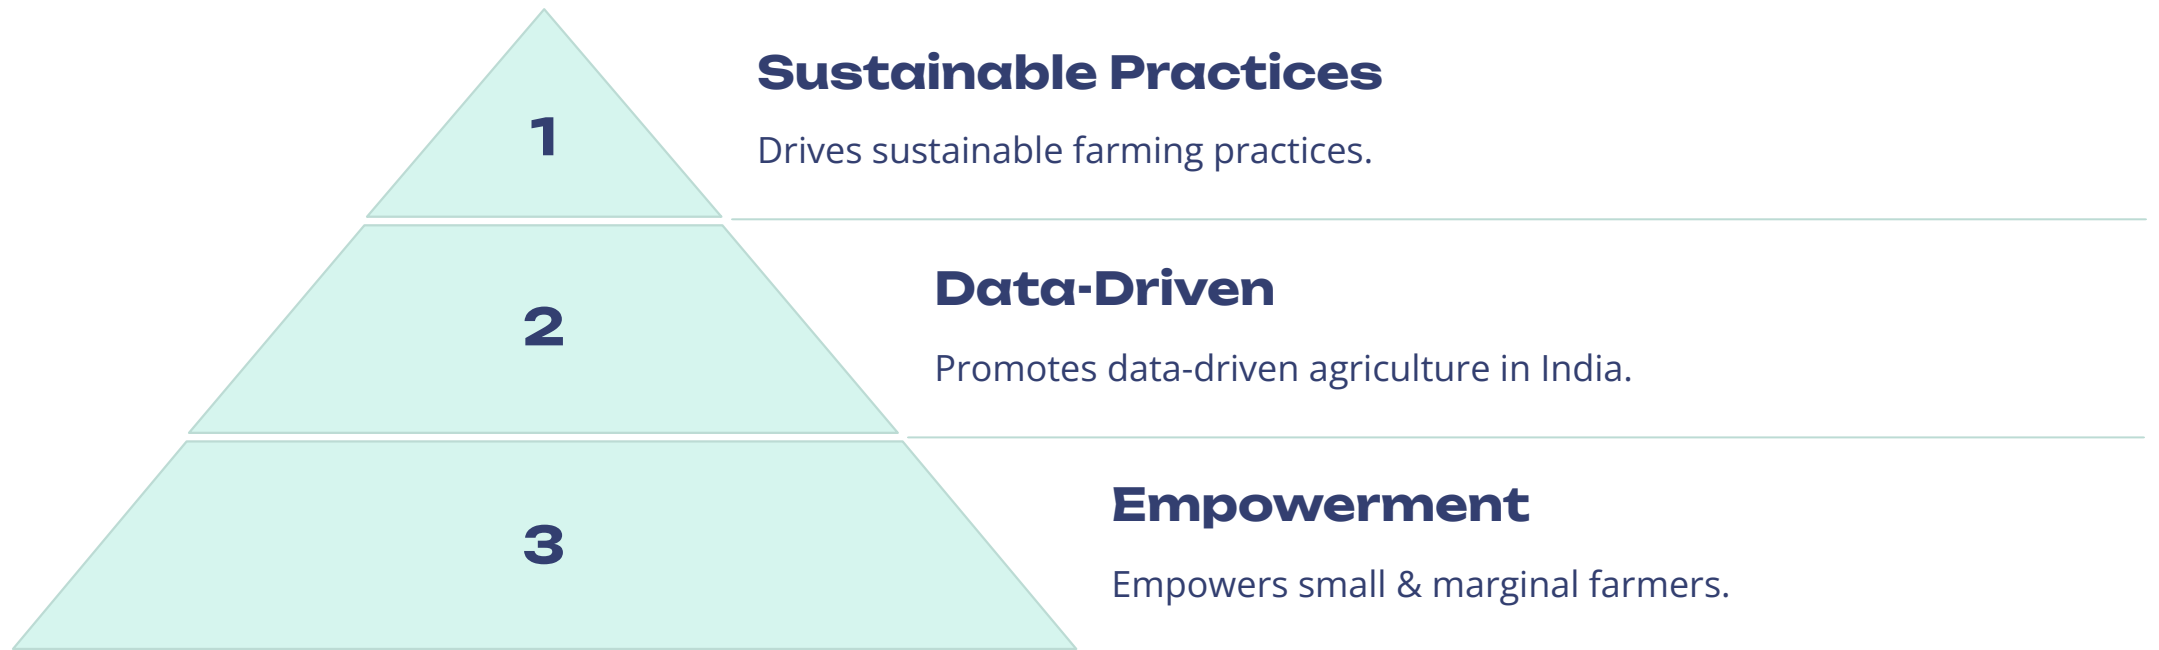 1
Sustainable Practices
Drives sustainable farming practices.
2
Data-Driven
Promotes data-driven agriculture in India.
3
Empowerment
Empowers small & marginal farmers.